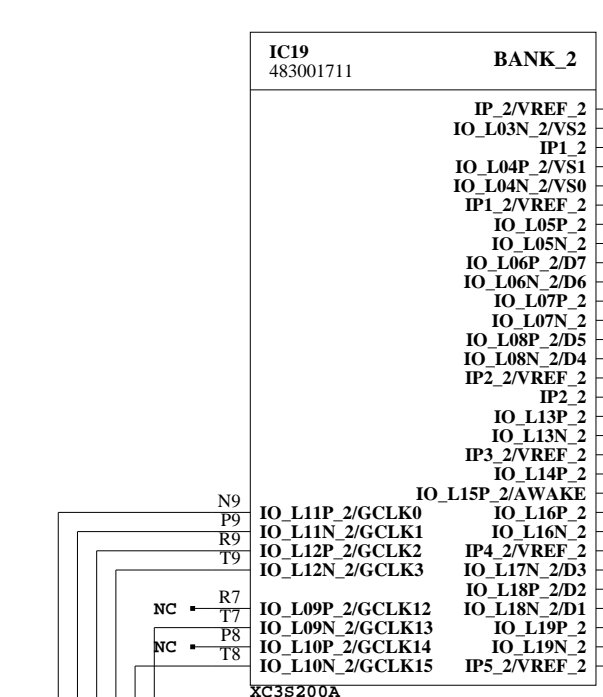 IC19 BANK_2
483001711
IP_2/VREF_2
IO_L03N_2/VS2
IP1_2
IO_L04P_2/VS1
IO_L04N_2/VS0
IP1_2/VREF_2
IO_L05P_2
IO_L05N_2
IO_L06P_2/D7
IO_L06N_2/D6
IO_L07P_2
IO_L07N_2
IO_L08P_2/D5
IO_L08N_2/D4
IP2_2/VREF_2
IP2_2
IO_L13P_2
IO_L13N_2
IP3_2/VREF_2
IO_L14P_2
IO_L15P_2/AWAKE
N9 IO_L11P_2/GCLK0 IO_L16P_2
P9 IO_L11N_2/GCLK1 IO_L16N_2
R9 IO_L12P_2/GCLK2 IP4_2/VREF_2
T9 IO_L12N_2/GCLK3 IO_L17N_2/D3
IO_L18P_2/D2
NC R7 IO_L09P_2/GCLK12 IO_L18N_2/D1
T7 IO_L09N_2/GCLK13 IO_L19P_2
NC P8 IO_L10P_2/GCLK14 IO_L19N_2
T8 IO_L10N_2/GCLK15 IP5_2/VREF_2
XC3S200A